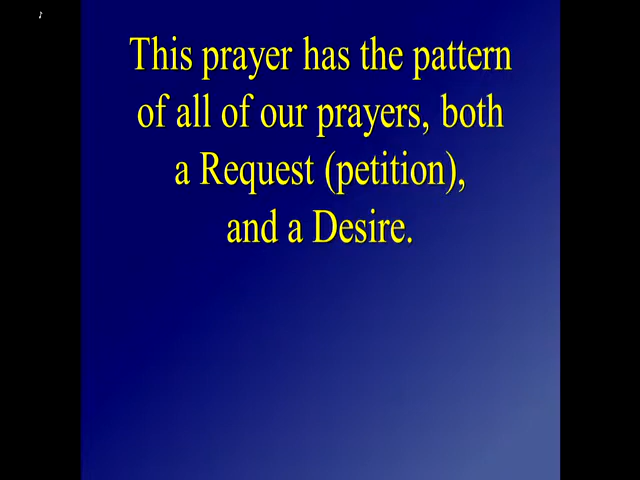 This prayer has the pattern
of all of our prayers, both
a Request (petition),
and a Desire.